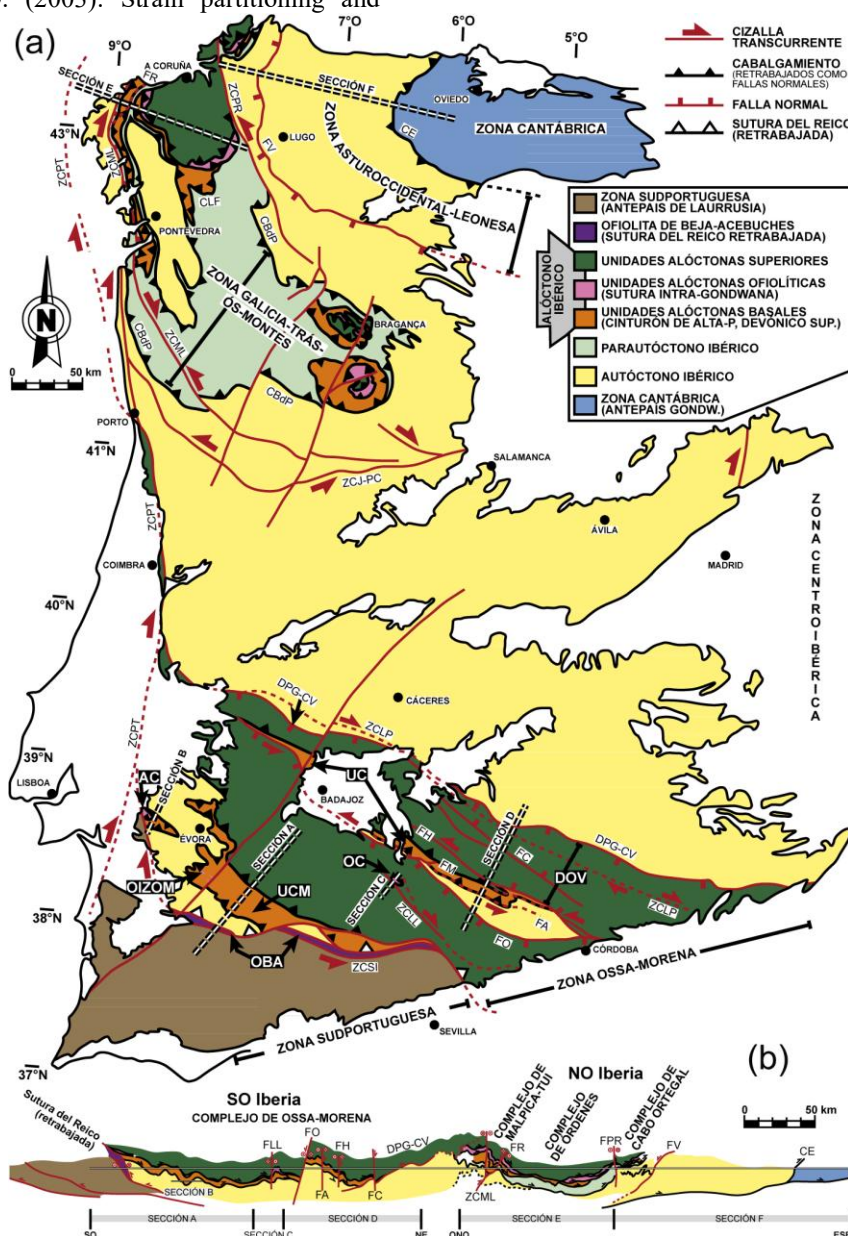 . (2003). Strain partitioning and
(a)
9°
7°
6°
5°
A CORUÑA
FR
SECCIÓN E
SECCIÓN F
43°N
ZCPT
ZCML
ZCPR
FV
LUGO
OVIEDO
CE
ZONA CANTÁBRICA
ZONA ASTUROCCIDENTAL-LEONESA
CLF
PONTEVEDRA
CBdP
ZONA GALICIA-TRÁS-
ÓS-MONTES
BRAGANÇA
N
0 50 km
CBdP
ZCML
CBdP
PORTO
41°N
ZCJ-PC
SALAMANCA
ZCPT
COIMBRA
ÁVILA
MADRID
ZONA CENTROIBÉRICA
40°N
CIZALLA
TRANSCURRENTE
CABALGAMIENTO
(RETRABAJADOS COMO
FALLAS NORMALES)
FALLA NORMAL
SUTURA DEL REICO
(RETRABAJADA)
ALÓCTONO
IBÉRICO
ZONA SUDPORTUGUESA
(ANTEPAIS DE LAURRUSIA)
OFIOLITA DE BEJA-ACEBUCHES
(SUTURA DEL REICO RETRABAJADA)
UNIDADES ALÓCTONAS SUPERIORES
UNIDADES ALÓCTONAS OFIOLÍTICAS
(SUTURA INTRA-GONDWANA)
UNIDADES ALÓCTONAS BASALES
(CINTURÓN DE ALTA-P, DEVÓNICO SUP.)
PARAUTÓCTONO IBÉRICO
AUTÓCTONO IBÉRICO
ZONA CANTÁBRICA
(ANTEPAÍS GONDW.)
DPG-CV
CÁCERES
ZCLP
ZCPT
39°N
LISBOA
AC
SECCIÓN B
UC
BADAJOZ
ÉVORA
SECCIÓN A
FH
SECCIÓN D
DPG-CV
OC
FM
FCI
DOV
OIZOM
UCM
SECCIÓN C
ZCLP
38°N
ZCLL
FA
FO
CÓRDOBA
OBA
ZCSI
ZONA OSSA-MORENA
ZONA SUDPORTUGUESA
SEVILLA
37°N
(b)
SO Iberia
COMPLEJO DE OSSA-MORENA
NO Iberia
0 50 km
Sutura del Reico
(retrabajada)
COMPLEJO DE
MALPICA-TUI
COMPLEJO
DE ÓRDENES
COMPLEJO DE
CABO ORTEGAL
FLL
FO
FH
DPG-CV
FR
FPR
FV
CE
SECCIÓN B
FA
FC
ZCML
SECCIÓN A
SECCIÓN C
SECCIÓN D
SECCIÓN E
SECCIÓN F
SO
NE
ONO
ESE